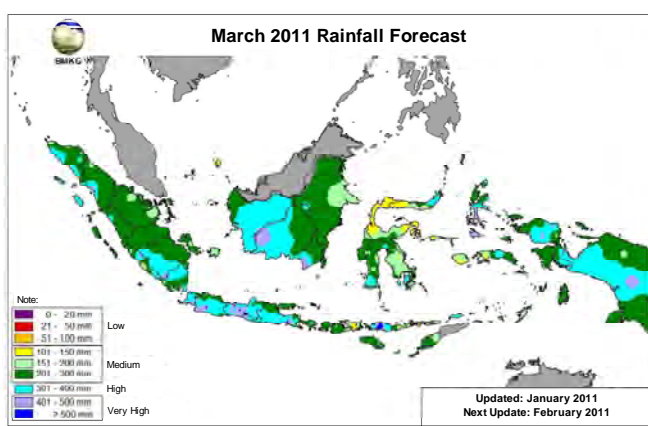 March 2011 Rainfall Forecast
BMKG
Note:
0 - 20 mm
21 - 50 mm
51 - 100 mm
Low
101 - 150 mm
151 - 200 mm
201 - 300 mm
Medium
301 - 400 mm
High
401 - 500 mm
> 500 mm
Very High
Updated: January 2011
Next Update: February 2011